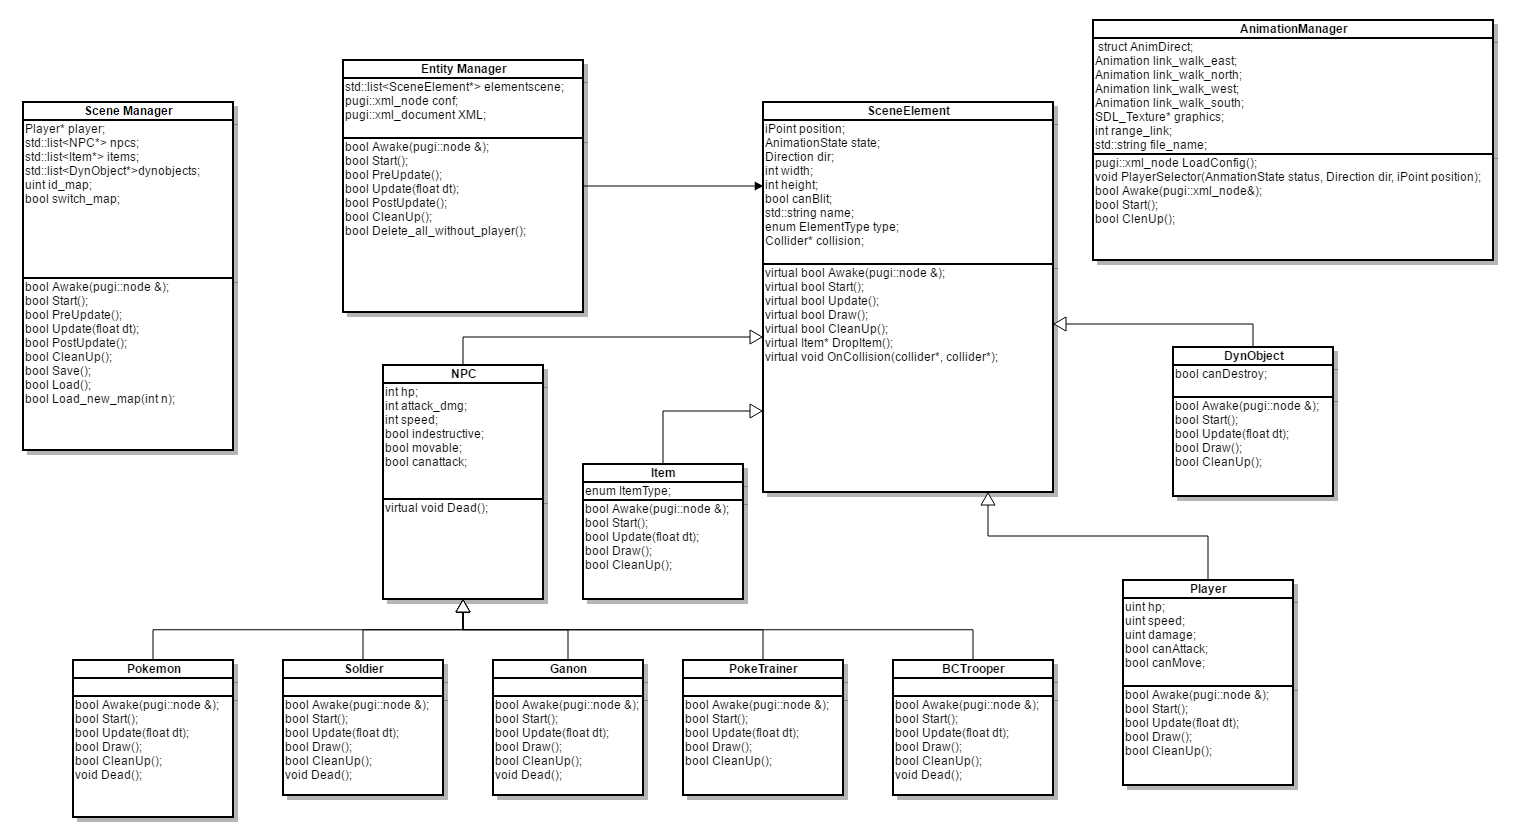 Scene Manager
Player* player;
std::list<NPC*> npcs;
std::list<Item*> items;
std::list<DynObject*>dynobjects;
uint id_map;
bool switch_map;
bool Awake(pugi::node &);
bool Start();
bool PreUpdate();
bool Update(float dt);
bool PostUpdate();
bool CleanUp();
bool Save();
bool Load();
bool Load_new_map(int n);
Entity Manager
std::list<SceneElement*> elementscene;
pugi::xml_node conf;
pugi::xml_document XML;
bool Awake(pugi::node &);
bool Start();
bool PreUpdate();
bool Update(float dt);
bool PostUpdate();
bool CleanUp();
bool Delete_all_without_player();
SceneElement
iPoint position;
AnimationState state;
Direction dir;
int width;
int height;
bool canBlit;
std::string name;
enum ElementType type;
Collider* collision;
virtual bool Awake(pugi::node &);
virtual bool Start();
virtual bool Update();
virtual bool Draw();
virtual bool CleanUp();
virtual Item* DropItem();
virtual void OnCollision(collider*, collider*);
AnimationManager
struct AnimDirect;
Animation link_walk_east;
Animation link_walk_north;
Animation link_walk_west;
Animation link_walk_south;
SDL_Texture* graphics;
int range_link;
std::string file_name;
pugi::xml_node LoadConfig();
void PlayerSelector(AnmationState status, Direction dir, iPoint position);
bool Awake(pugi::xml_node&);
bool Start();
bool ClenUp();
NPC
int hp;
int attack_dmg;
int speed;
bool indestructive;
bool movable;
bool canattack;
virtual void Dead();
Item
enum ItemType;
bool Awake(pugi::node &);
bool Start();
bool Update(float dt);
bool Draw();
bool CleanUp();
DynObject
bool canDestroy;
bool Awake(pugi::node &);
bool Start();
bool Update(float dt);
bool Draw();
bool CleanUp();
Player
uint hp;
uint speed;
uint damage;
bool canAttack;
bool canMove;
bool Awake(pugi::node &);
bool Start();
bool Update(float dt);
bool Draw();
bool CleanUp();
Pokemon
bool Awake(pugi::node &);
bool Start();
bool Update(float dt);
bool Draw();
bool CleanUp();
void Dead();
Soldier
bool Awake(pugi::node &);
bool Start();
bool Update(float dt);
bool Draw();
bool CleanUp();
void Dead();
Ganon
bool Awake(pugi::node &);
bool Start();
bool Update(float dt);
bool Draw();
bool CleanUp();
void Dead();
PokeTrainer
bool Awake(pugi::node &);
bool Start();
bool Update(float dt);
bool Draw();
bool CleanUp();
BCTrooper
bool Awake(pugi::node &);
bool Start();
bool Update(float dt);
bool Draw();
bool CleanUp();
void Dead();